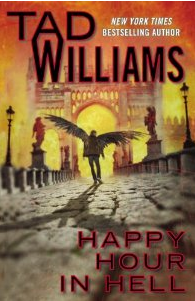 TAD
WILLIAMS
NEW YORK TIMES
BESTSELLING AUTHOR
HAPPY
HOUR
IN HELL